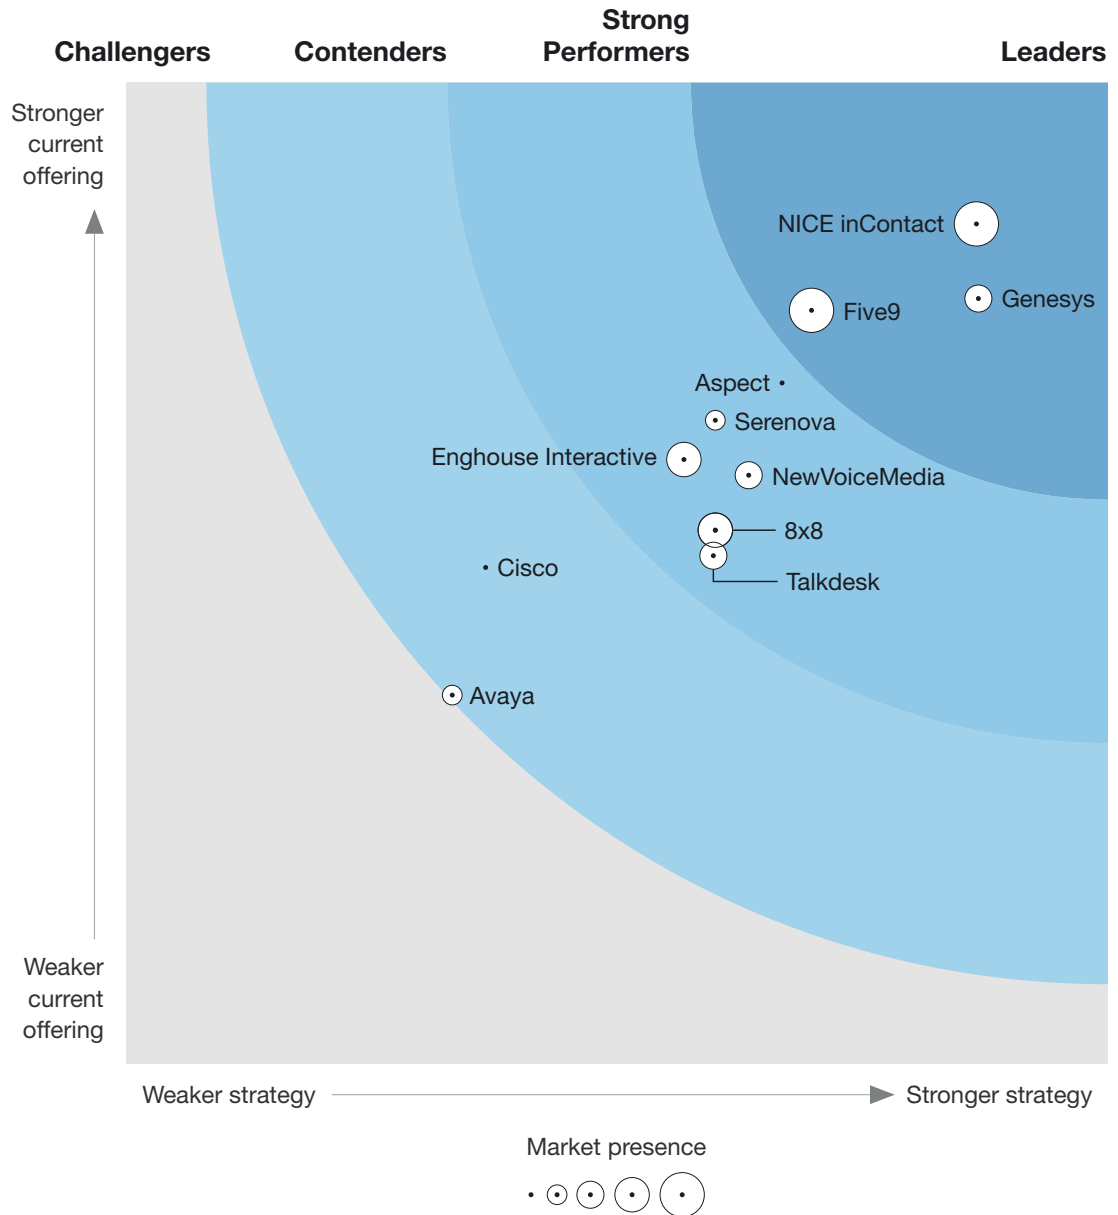 Strong
Challengers Contenders Performers Leaders
Stronger
current
offering
NICE inContact
Genesys
Five9
Aspect
Serenova
Enghouse Interactive
NewVoiceMedia
8x8
Cisco
Talkdesk
Avaya
Weaker
current
offering
Weaker strategy
Stronger strategy
Market presence